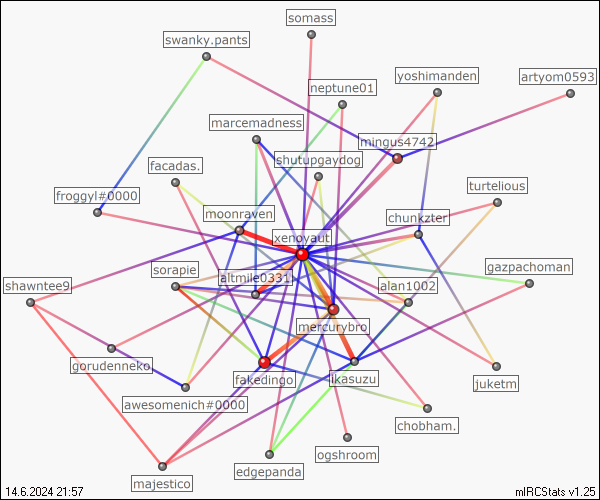 somass
swanky.pants
yoshimanden
artyom0593
neptune01
marcemadness
mingus4742
shutupgaydog
facadas.
turtelious
froggyl#0000
moonraven
chunkzter
xenoyaut
sorapie
altmile0331
gazpachoman
shawntee9
alan1002
mercurybro
gorudenneko
fakedingo
ikasuzu
juketm
awesomenich#0000
chobham.
ogshroom
edgepanda
majestico
14.6.2024 21:57
mIRCStats v1.25